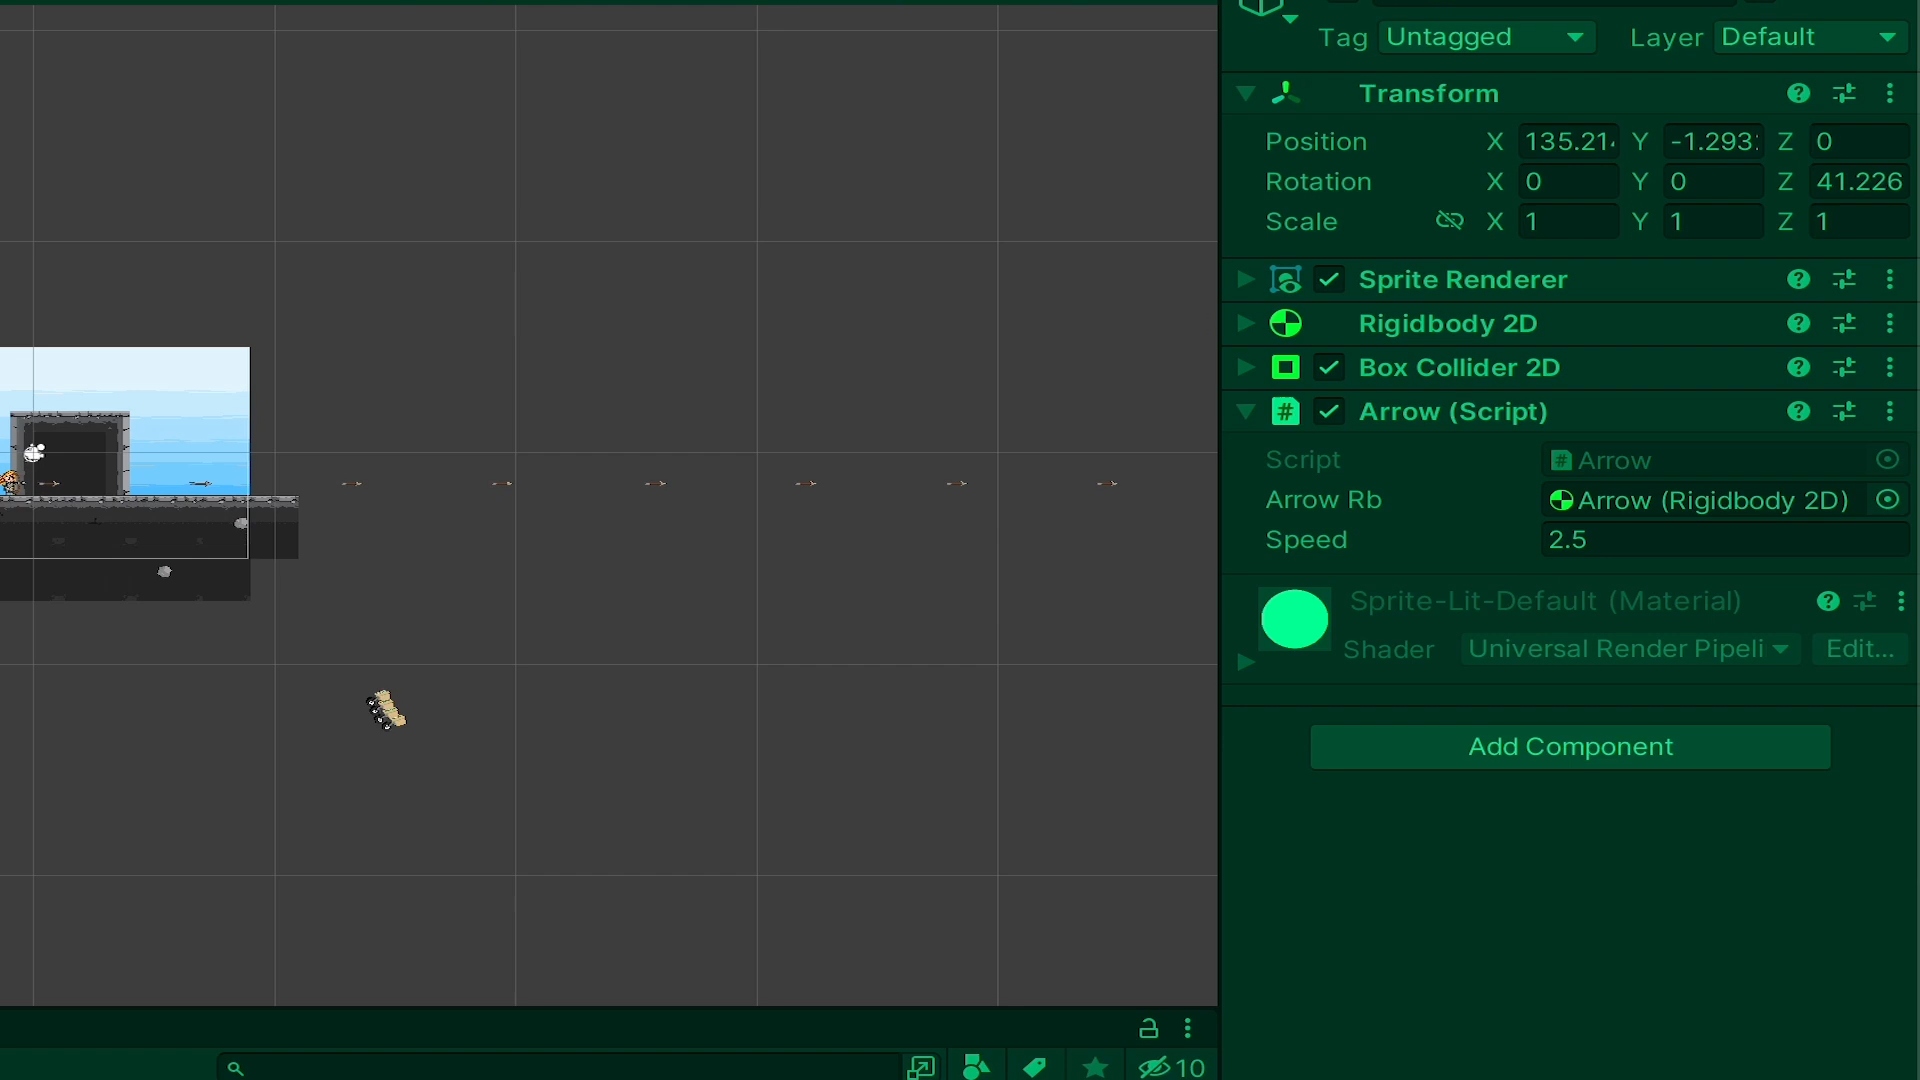 Tag Untagged Layer Default
Transform
Position X 135.21 Y -1.293 Z 0
Rotation X 0 Y 0 Z 41.226
Scale X 1 Y 1 Z 1
Sprite Renderer
Rigidbody 2D
Box Collider 2D
# Arrow (Script)
Script # Arrow
Arrow Rb Arrow (Rigidbody 2D)
Speed 2.5
Sprite-Lit-Default (Material)
Shader Universal Render Pipeli Edit...
Add Component
10